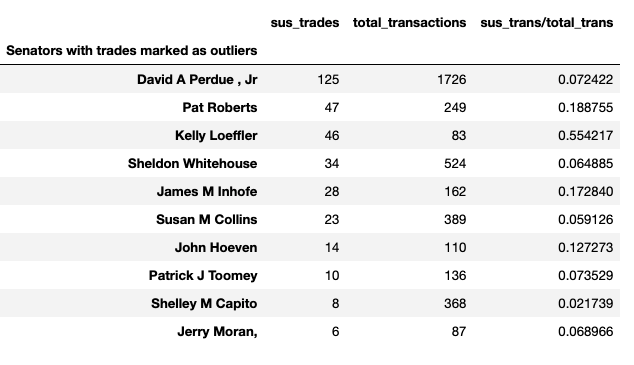 sus_trades total_transactions sus_trans/total_trans
Senators with trades marked as outliers
David A Perdue , Jr 125 1726 0.072422
Pat Roberts 47 249 0.188755
Kelly Loeffler 46 83 0.554217
Sheldon Whitehouse 34 524 0.064885
James M Inhofe 28 162 0.172840
Susan M Collins 23 389 0.059126
John Hoeven 14 110 0.127273
Patrick J Toomey 10 136 0.073529
Shelley M Capito 8 368 0.021739
Jerry Moran, 6 87 0.068966